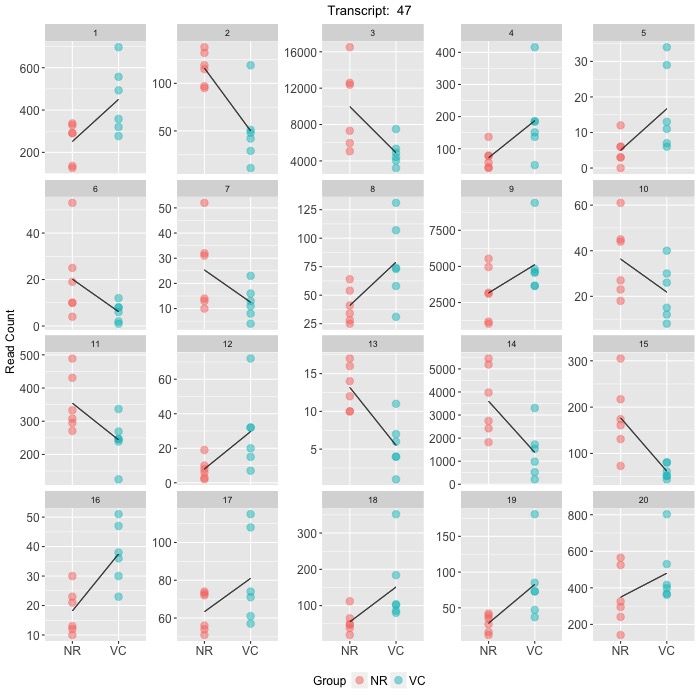 Transcript:  47
1 2 3 4 5
600 400 200
100 50
16000 12000 8000 4000
400 300 200 100
30 20 10 0
6 7 8 9 10
40 20 0
50 40 30 20 10
125 100 75 50 25
7500 5000 2500
60 40 20
Read Count
11 12 13 14 15
500 400 300 200
60 40 20 0
15 10 5
5000 4000 3000 2000 1000 0
300 200 100
16 17 18 19 20
50 40 30 20 10
100 80 60
300 200 100
150 100 50
800 600 400 200
NR VC NR VC NR VC NR VC NR VC
Group NR VC